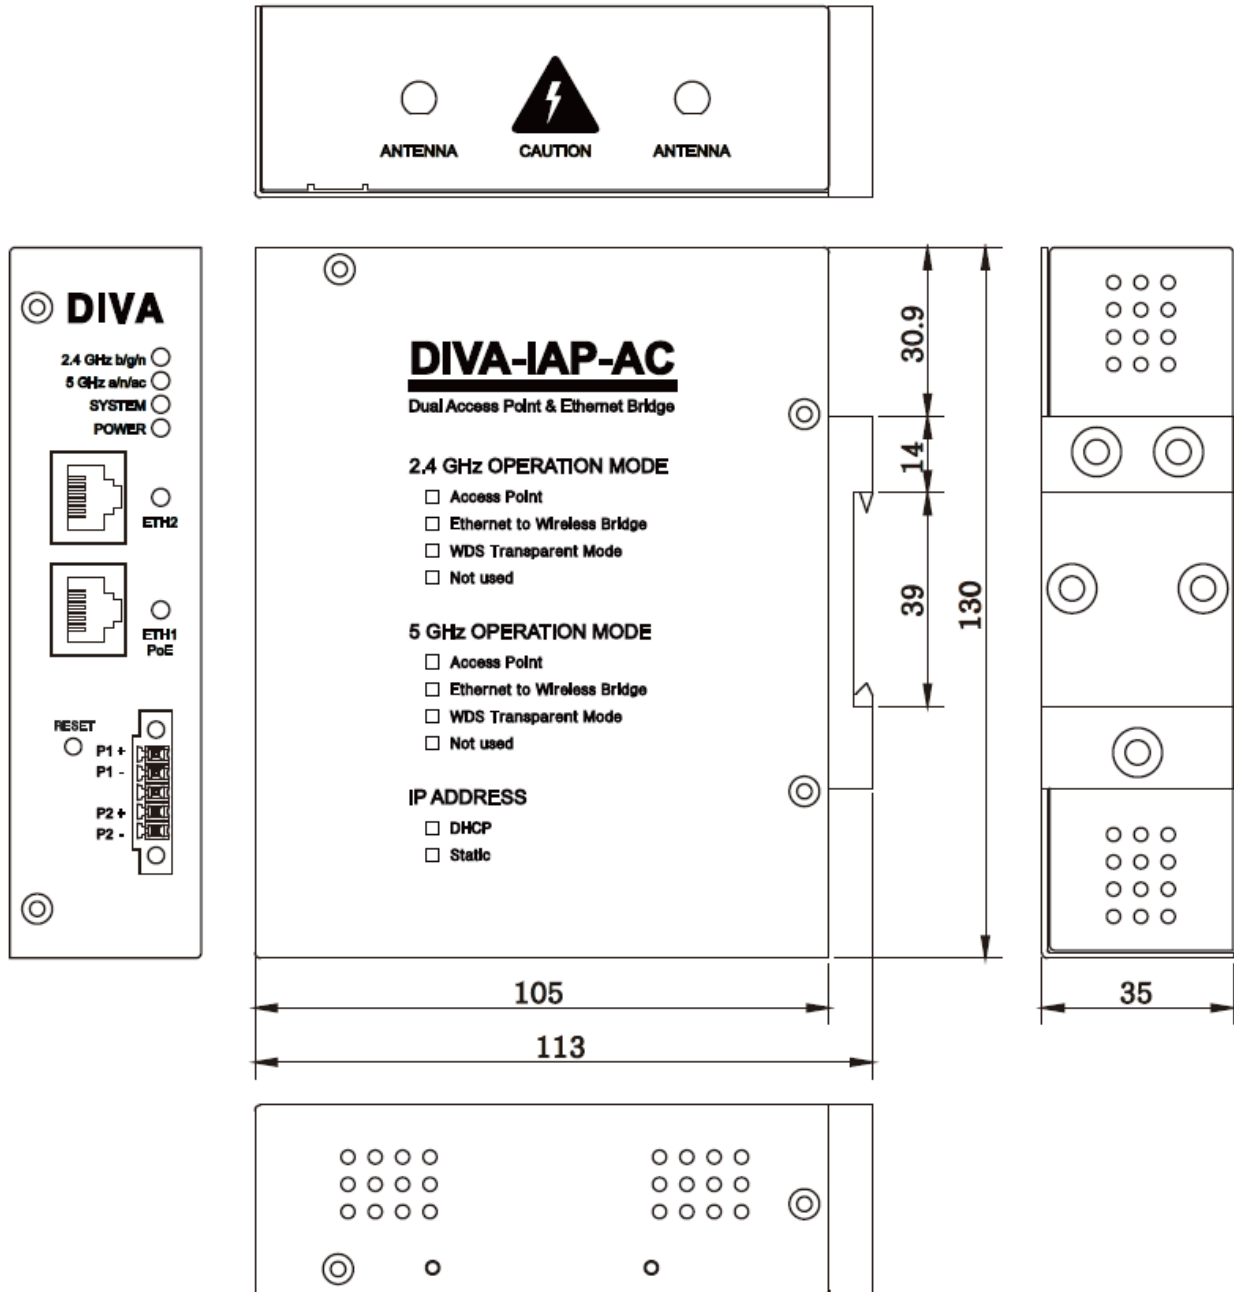 ANTENNA
CAUTION
ANTENNA
DIVA
2.4 GHz b/g/n
5 GHz a/n/ac
SYSTEM
POWER
ETH2
ETH1
PoE
RESET
P1 +
P1 -
P2 +
P2 -
DIVA-IAP-AC
Dual Access Point & Ethernet Bridge
2.4 GHz OPERATION MODE
Access Point
Ethernet to Wireless Bridge
WDS Transparent Mode
Not used
5 GHz OPERATION MODE
Access Point
Ethernet to Wireless Bridge
WDS Transparent Mode
Not used
IP ADDRESS
DHCP
Static
30.9
14
39
130
105
113
35